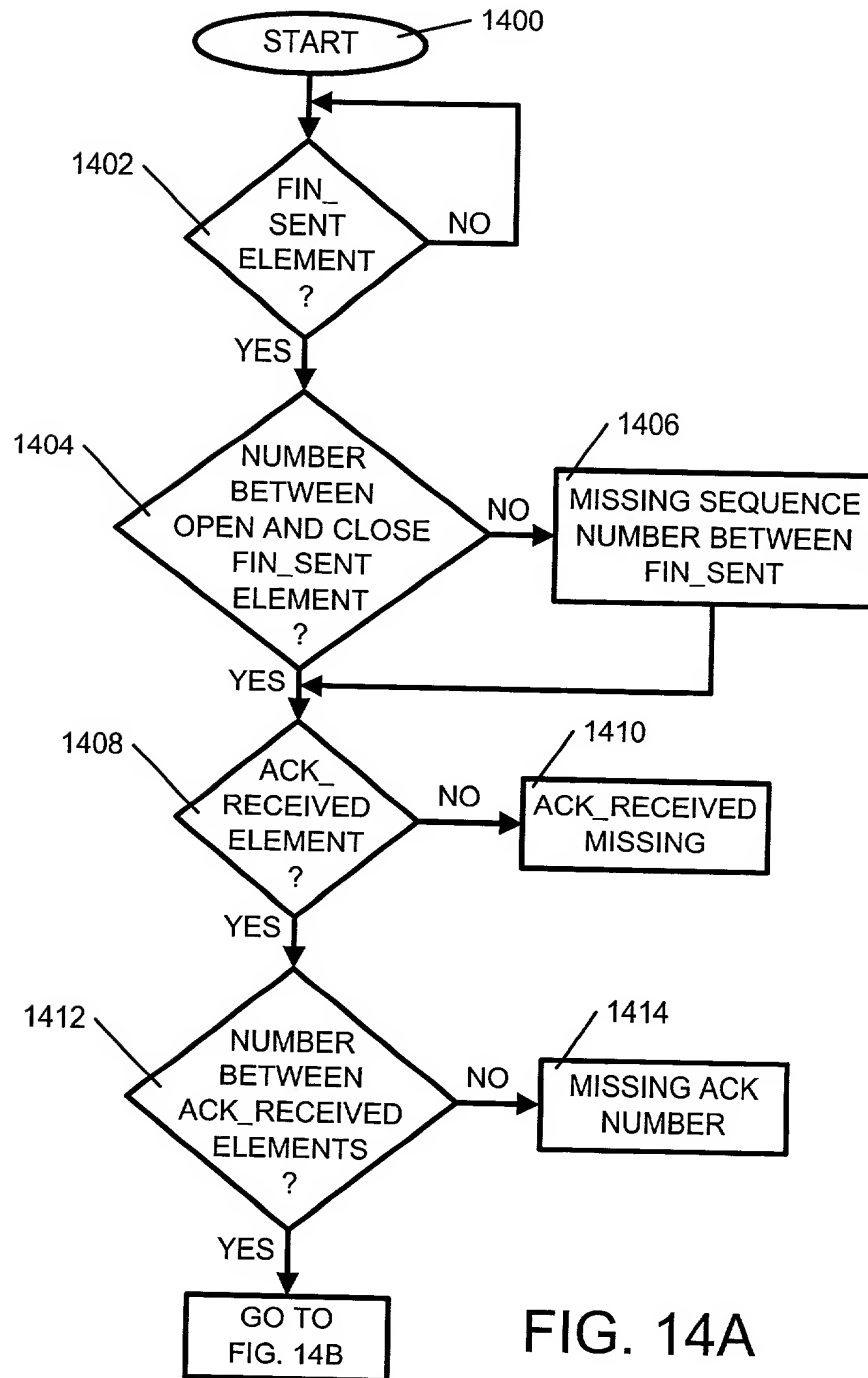 START
1400
1402
FIN_
SENT
ELEMENT
?
NO
YES
1404
NUMBER
BETWEEN
OPEN AND CLOSE
FIN_SENT
ELEMENT
?
NO
1406
MISSING SEQUENCE
NUMBER BETWEEN
FIN_SENT
YES
1408
ACK_
RECEIVED
ELEMENT
?
NO
1410
ACK_RECEIVED
MISSING
YES
1412
NUMBER
BETWEEN
ACK_RECEIVED
ELEMENTS
?
NO
1414
MISSING ACK
NUMBER
YES
GO TO
FIG. 14B
FIG. 14A